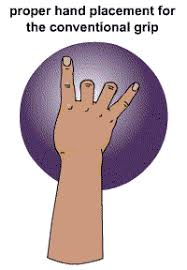 proper hand placement for
the conventional grip